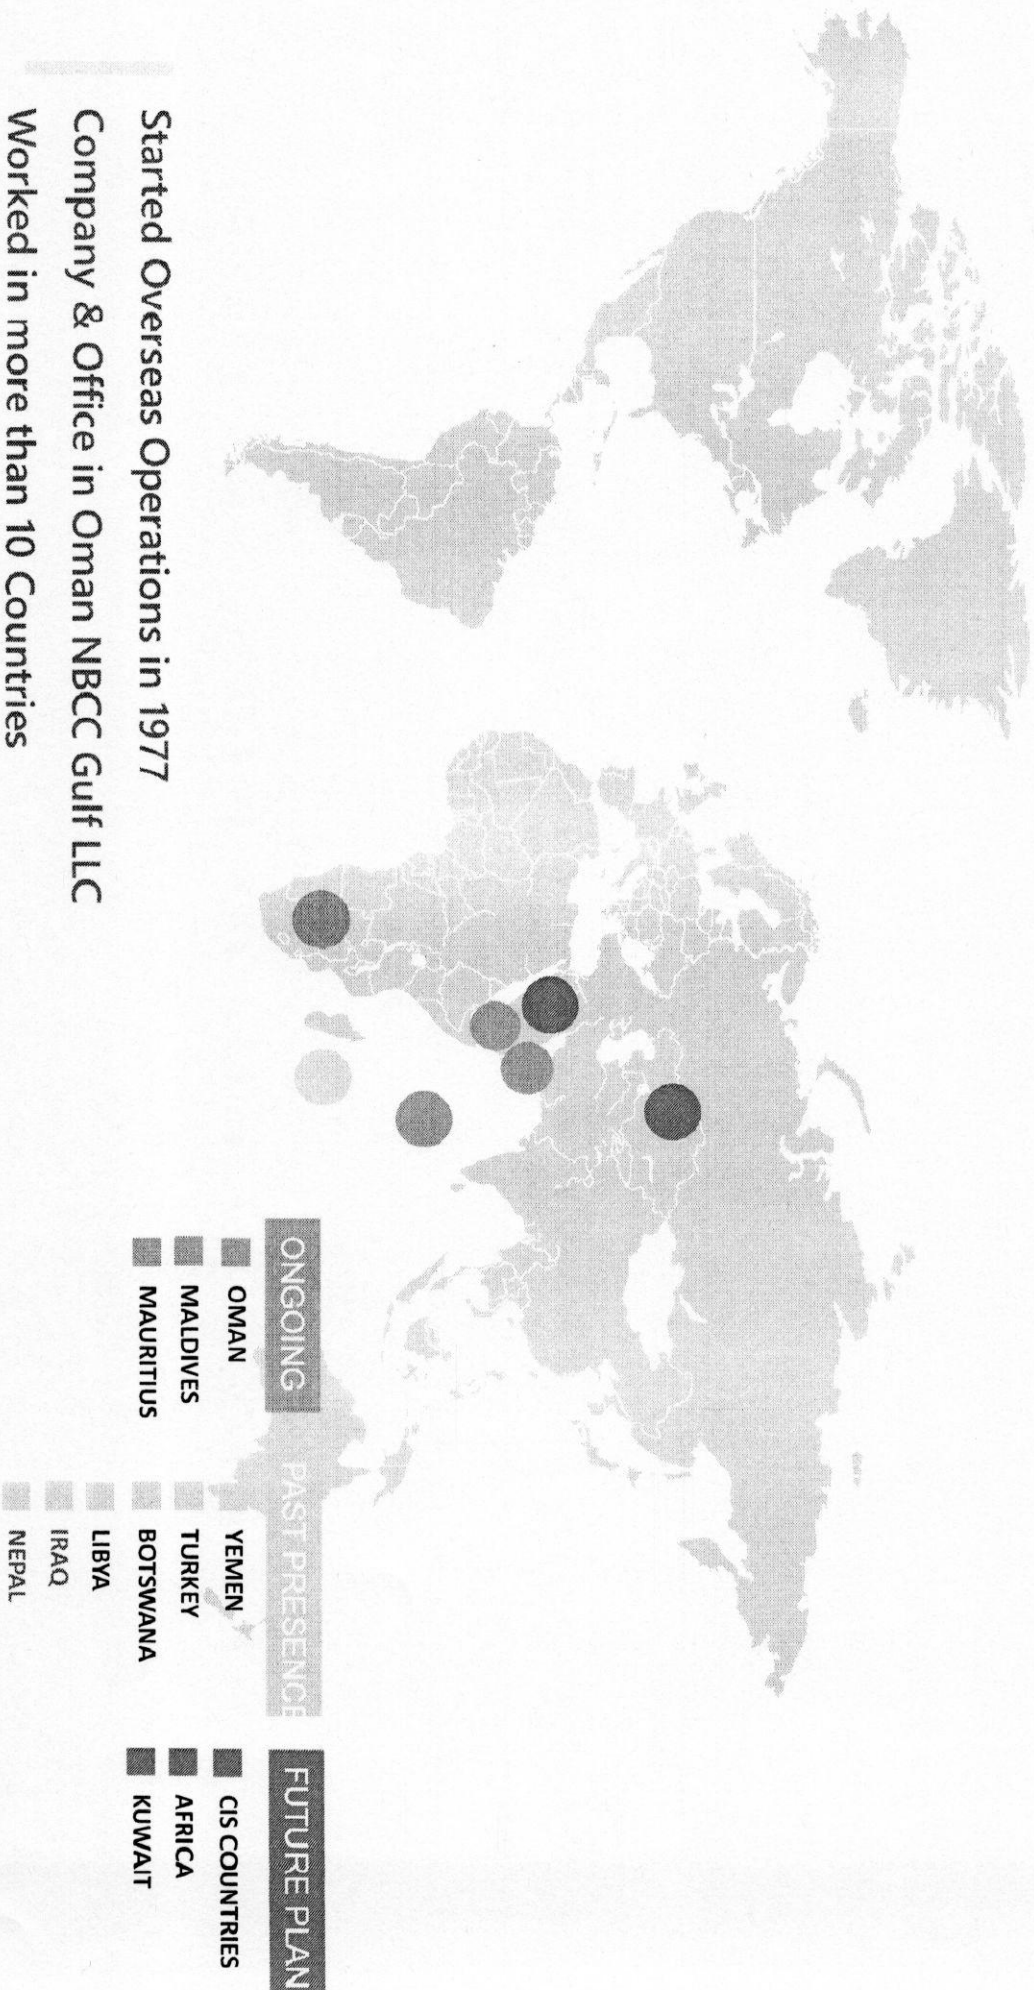 ONGOING
OMAN
MALDIVES
MAURITIUS
PAST PRESENCE
YEMEN
TURKEY
BOTSWANA
LIBYA
IRAQ
NEPAL
FUTURE PLAN
CIS COUNTRIES
AFRICA
KUWAIT
Started Overseas Operations in 1977
Company & Office in Oman NBCC Gulf LLC
Worked in more than 10 Countries